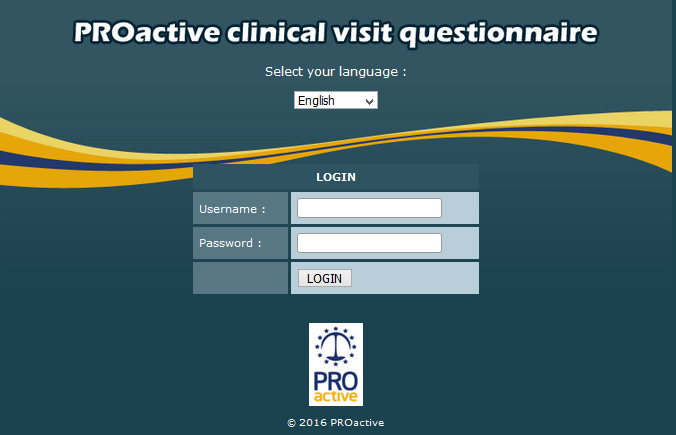 PROactive clinical visit questionnaire
Select your language :
English
LOGIN
Username :
Password :
LOGIN
PRO
active
© 2016 PROactive